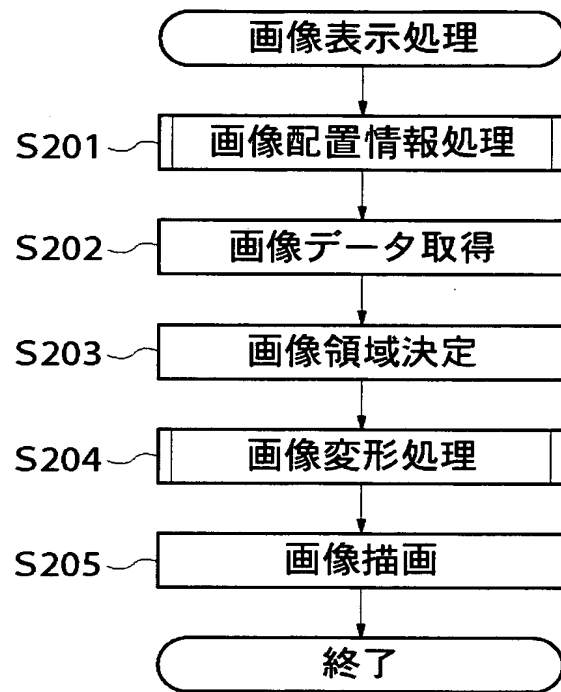 画像表示処理
S201 画像配置情報処理
S202 画像データ取得
S203 画像領域決定
S204 画像変形処理
S205 画像描画
終了